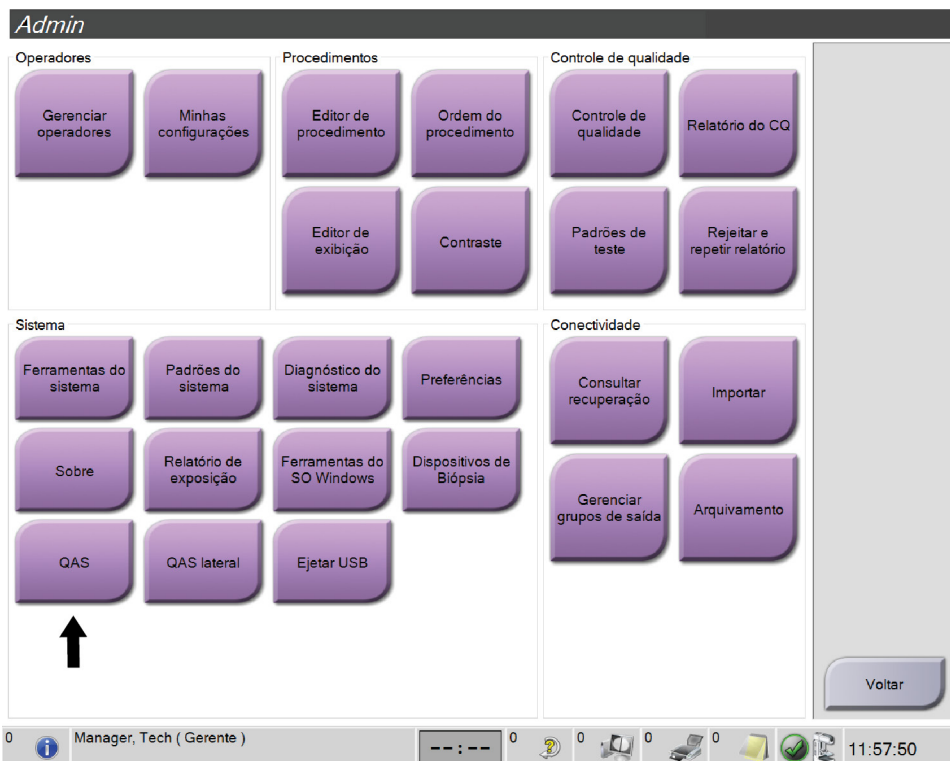 Admin
Operadores
Gerenciar
operadores
Minhas
configurações
Procedimentos
Editor de
procedimento
Ordem do
procedimento
Editor de
exibição
Contraste
Controle de qualidade
Controle de
qualidade
Relatório do CQ
Padrões de
teste
Rejeitar e
repetir relatório
Sistema
Ferramentas do
sistema
Padrões do
sistema
Diagnóstico do
sistema
Preferências
Sobre
Relatório de
exposição
Ferramentas do
SO Windows
Dispositivos de
Biópsia
QAS
QAS lateral
Ejetar USB
Conectividade
Consultar
recuperação
Importar
Gerenciar
grupos de saída
Arquivamento
Voltar
0 Manager, Tech ( Gerente ) --:-- 0 0 0 0 11:57:50